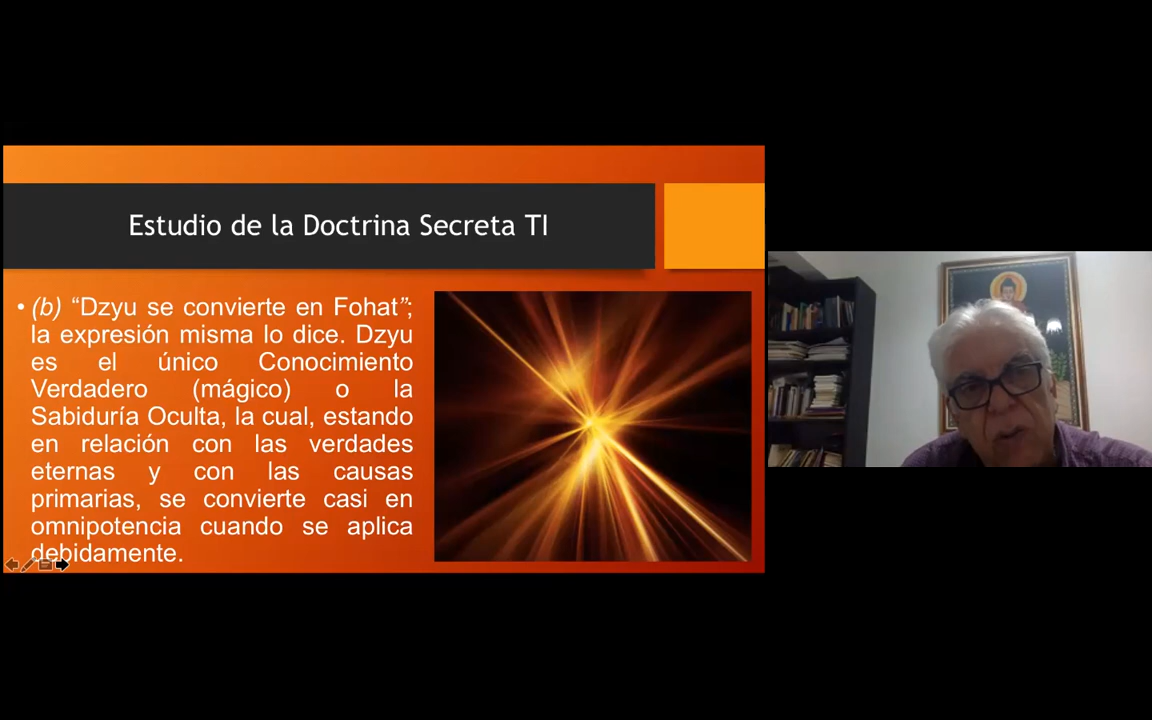 Estudio de la Doctrina Secreta TI
• (b) “Dzyu se convierte en Fohat”;
la expresión misma lo dice. Dzyu
es el único Conocimiento
Verdadero (mágico) o la
Sabiduría Oculta, la cual, estando
en relación con las verdades
eternas y con las causas
primarias, se convierte casi en
omnipotencia cuando se aplica
debidamente.